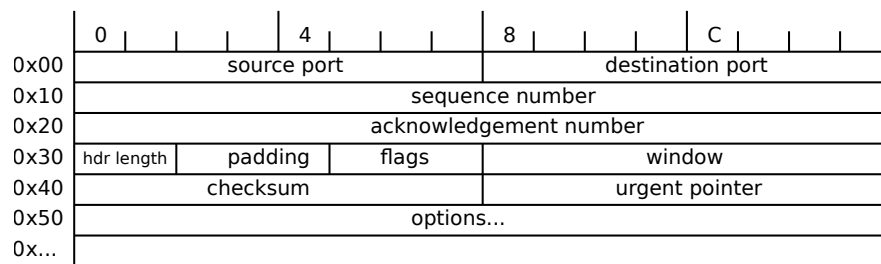 0 4 8 C
0x00 source port destination port
0x10 sequence number
0x20 acknowledgement number
0x30 hdr length padding flags window
0x40 checksum urgent pointer
0x50 options...
0x...